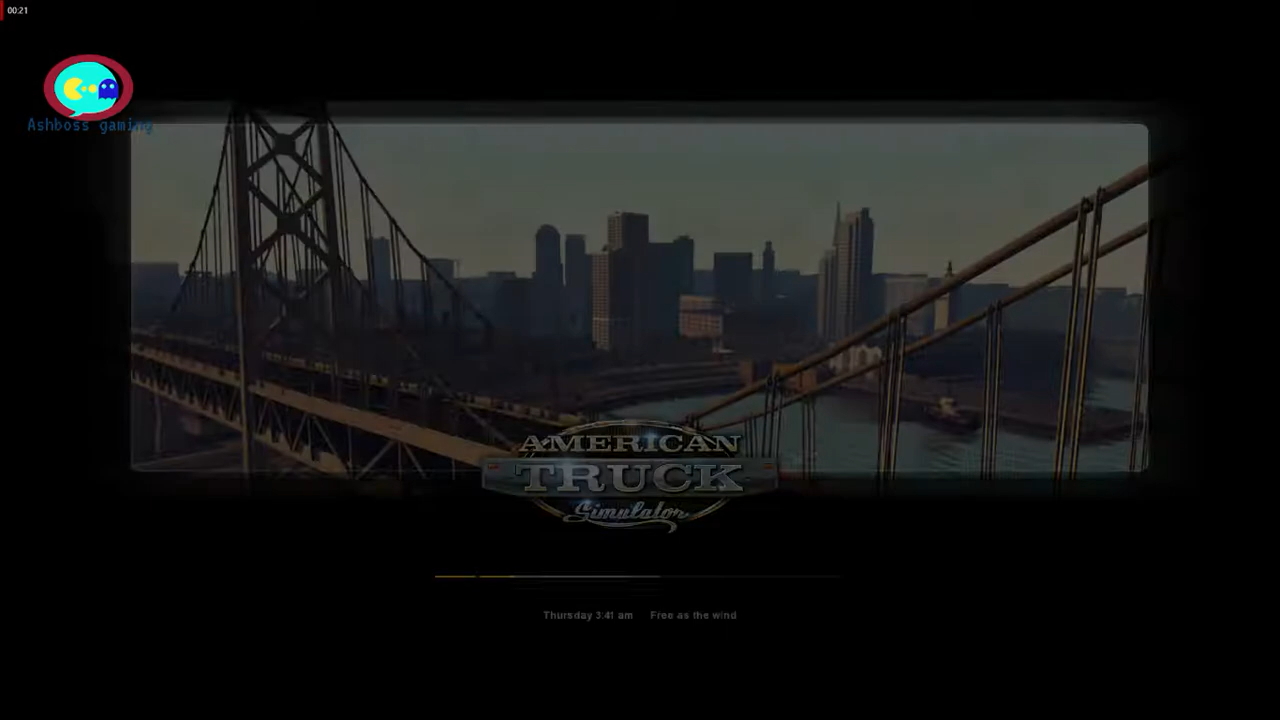 00:21
Ashboss gaming
AMERICAN
TRUCK
Simulator
Thursday 3:41 am Free as the wind